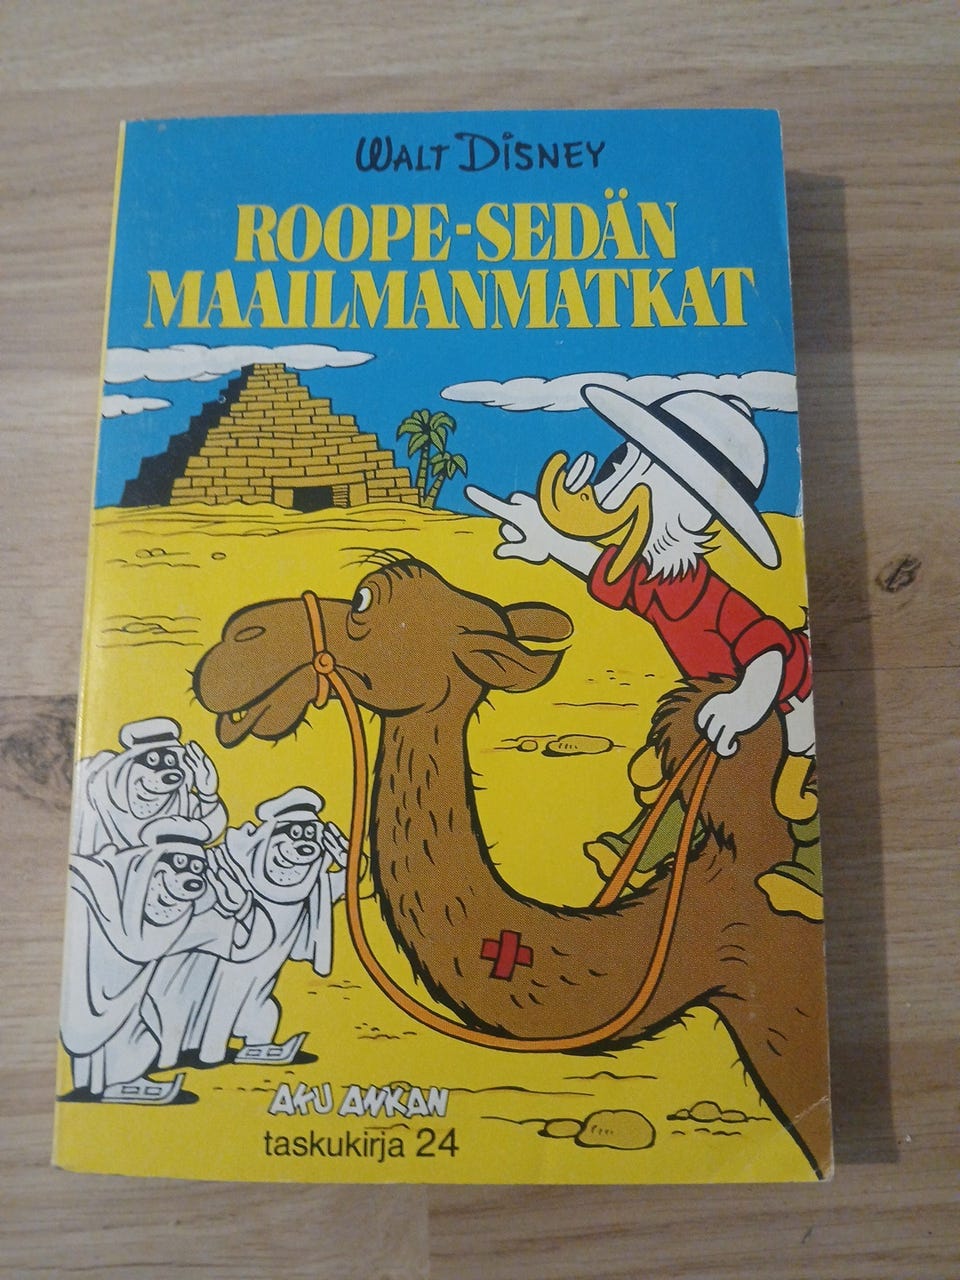 WALT DISNEY
ROOPE-SEDÄN
MAAILMANMATKAT
AKU ANKAN
taskukirja 24